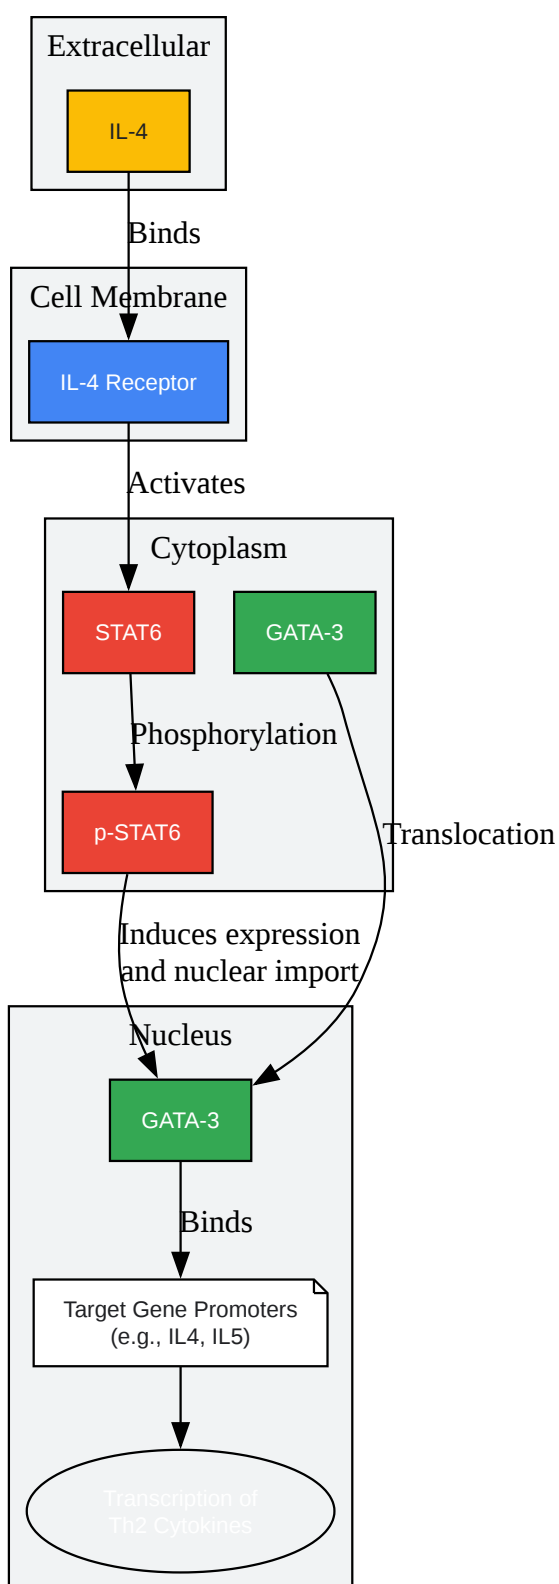 Extracellular
IL-4
Binds
Cell Membrane
IL-4 Receptor
Activates
Cytoplasm
STAT6
GATA-3
Phosphorylation
p-STAT6
Translocation
Induces expression
and nuclear import
Nucleus
GATA-3
Binds
Target Gene Promoters
(e.g., IL4, IL5)
Transcription of
Th2 Cytokines